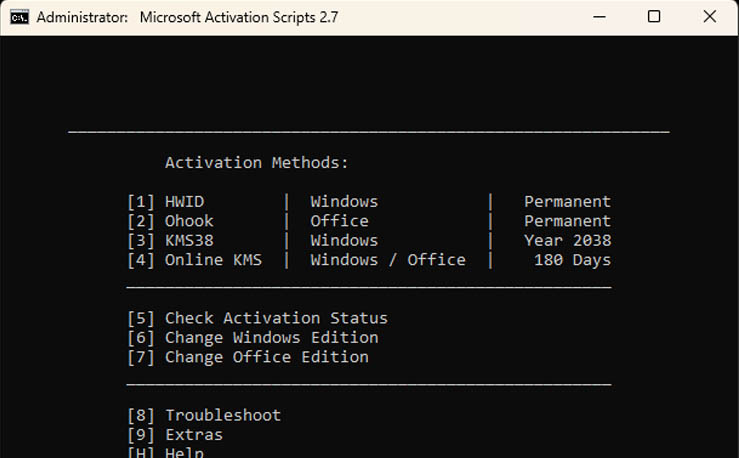 Administrator: Microsoft Activation Scripts 2.7
Activation Methods:
[1] HWID | Windows | Permanent
[2] Ohook | Office | Permanent
[3] KMS38 | Windows | Year 2038
[4] Online KMS | Windows / Office | 180 Days
[5] Check Activation Status
[6] Change Windows Edition
[7] Change Office Edition
[8] Troubleshoot
[9] Extras
[H] Help